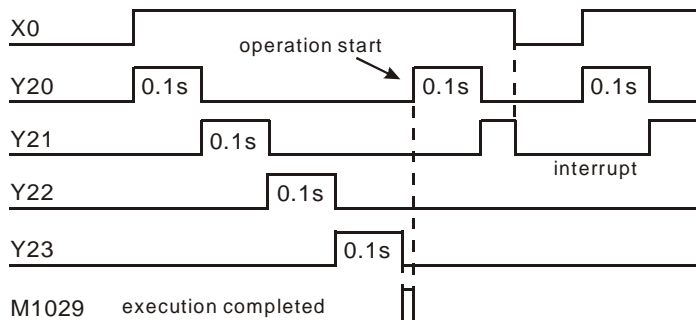 X0
operation start
Y20 0.1s 0.1s 0.1s
Y21 0.1s
interrupt
Y22 0.1s
Y23 0.1s
M1029 execution completed